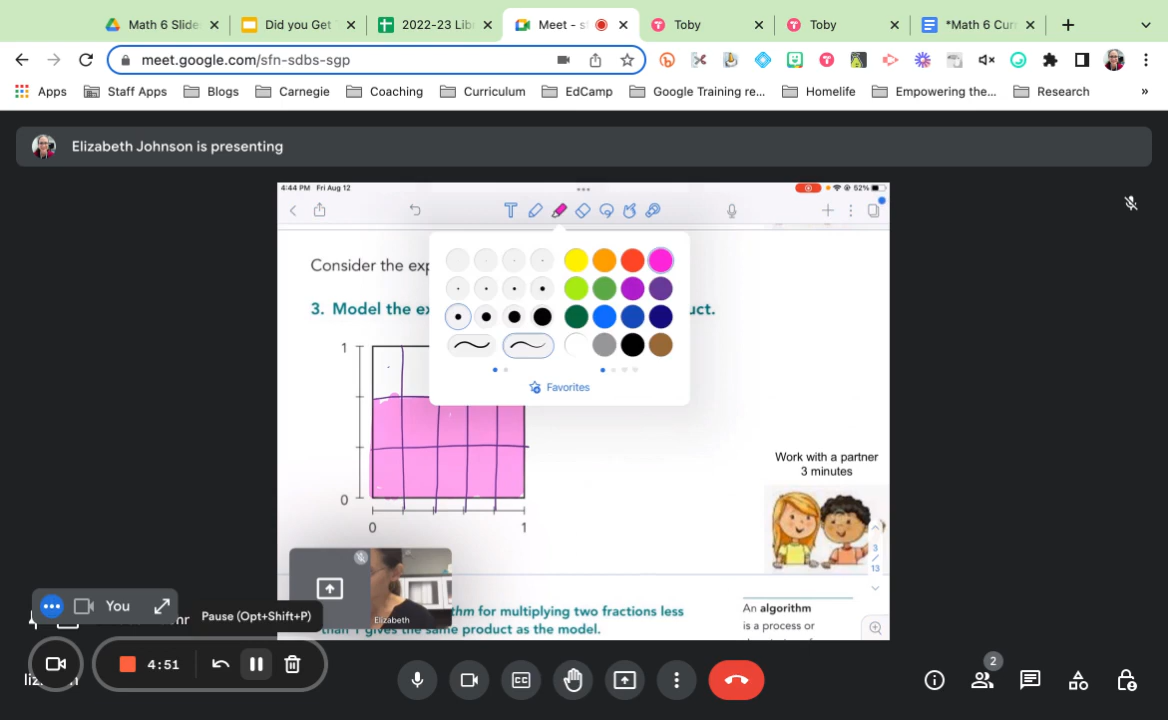 Math 6 Slide
Did you Get
2022-23 Lib
Meet - s
Toby
Toby
*Math 6 Cur
meet.google.com/sfn-sdbs-sgp
Apps
Staff Apps
Blogs
Carnegie
Coaching
Curriculum
EdCamp
Google Training re...
Homelife
Empowering the...
Research
»
Elizabeth Johnson is presenting
4:44 PM Fri Aug 12
52%
Consider the exp
3. Model the ex
uct.
1
0
0
1
Favorites
Work with a partner
3 minutes
3
/
13
thm for multiplying two fractions less
than 1 gives the same product as the model.
An algorithm
is a process or
Elizabeth
You
Pause (Opt+Shift+P)
4:51
CC
2